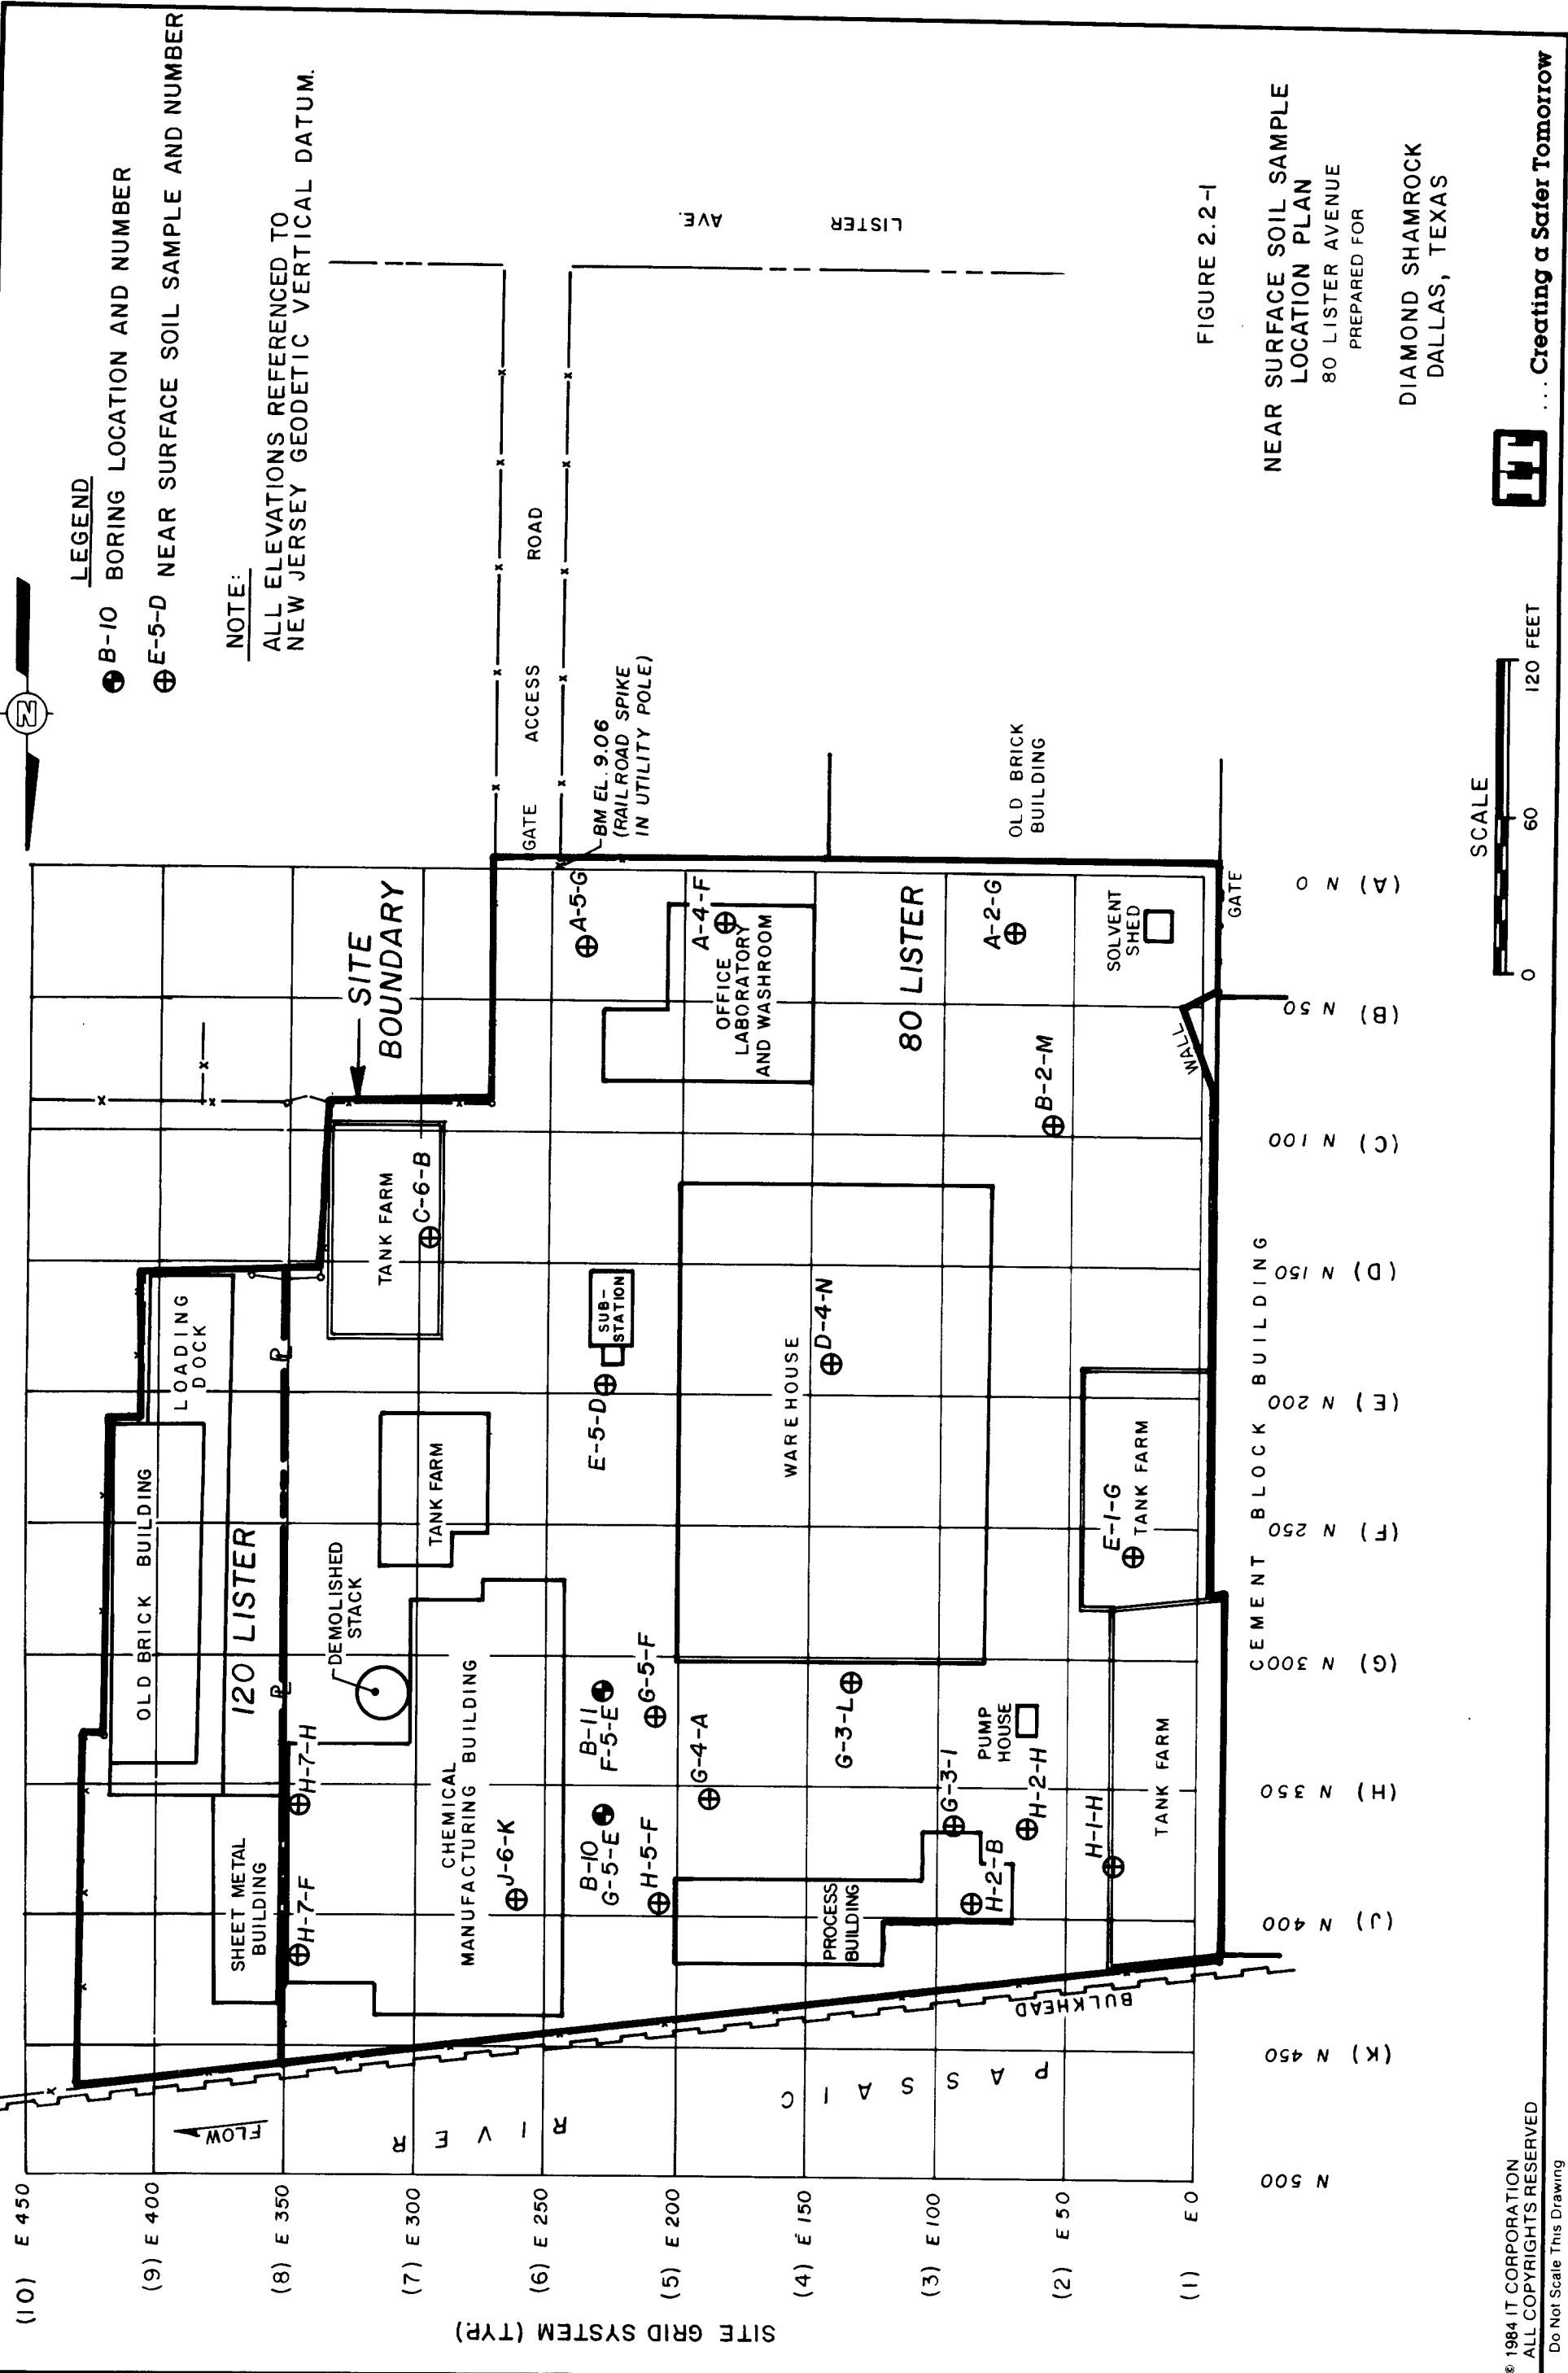 LEGEND
B-10 BORING LOCATION AND NUMBER
E-5-D NEAR SURFACE SOIL SAMPLE AND NUMBER
NOTE:
ALL ELEVATIONS REFERENCED TO
NEW JERSEY GEODETIC VERTICAL DATUM.
N
SITE GRID SYSTEM (TYP.)
(10) E 450
(9) E 400
(8) E 350
(7) E 300
(6) E 250
(5) E 200
(4) E 150
(3) E 100
(2) E 50
(1) E 0
N 500
(K) N 450
(J) N 400
(H) N 350
(G) N 300
(F) N 250
(E) N 200
(D) N 150
(C) N 100
(B) N 50
(A) N 0
FLOW
PASSAIC
RIVER
BULKHEAD
SHEET METAL
BUILDING
OLD BRICK BUILDING
LOADING
DOCK
120 LISTER
PL
PL
SITE
BOUNDARY
H-7-F
H-7-H
DEMOLISHED
STACK
CHEMICAL
MANUFACTURING BUILDING
J-6-K
TANK FARM
TANK FARM
C-6-B
B-10
G-5-E
B-11
F-5-E
H-5-F
G-5-F
G-4-A
E-5-D
SUB-
STATION
A-5-G
A-4-F
OFFICE
LABORATORY
AND WASHROOM
GATE
ACCESS ROAD
BM EL. 9.06
(RAILROAD SPIKE
IN UTILITY POLE)
LISTER AVE.
PROCESS
BUILDING
G-3-L
WAREHOUSE
D-4-N
80 LISTER
G-3-I
PUMP
HOUSE
H-2-B
H-2-H
H-1-H
TANK FARM
E-1-G
TANK FARM
B-2-M
A-2-G
SOLVENT
SHED
WALL
GATE
OLD BRICK
BUILDING
CEMENT BLOCK BUILDING
SCALE
0 60 120 FEET
FIGURE 2.2-1
NEAR SURFACE SOIL SAMPLE
LOCATION PLAN
80 LISTER AVENUE
PREPARED FOR
DIAMOND SHAMROCK
DALLAS, TEXAS
... Creating a Safer Tomorrow
© 1984 IT CORPORATION
ALL COPYRIGHTS RESERVED
Do Not Scale This Drawing